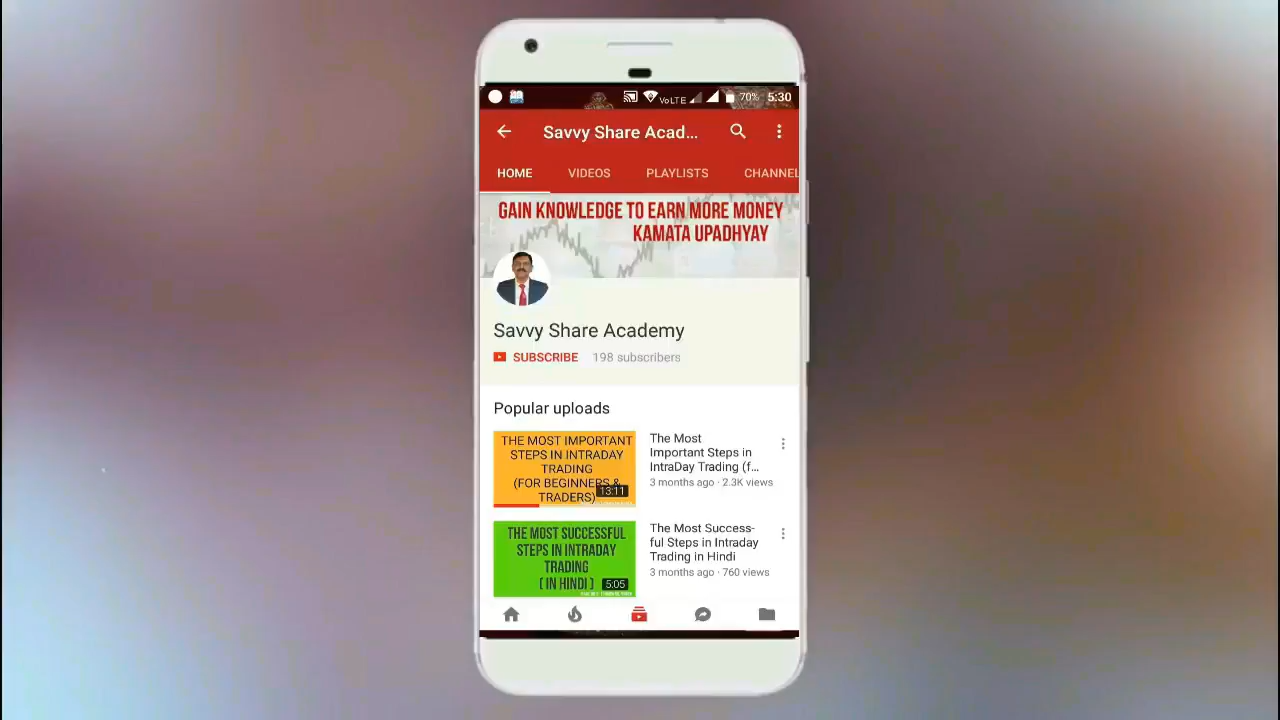 VoLTE 70% 5:30
Savvy Share Acad...
HOME VIDEOS PLAYLISTS CHANNEL
GAIN KNOWLEDGE TO EARN MORE MONEY
KAMATA UPADHYAY
Savvy Share Academy
SUBSCRIBE 198 subscribers
Popular uploads
THE MOST IMPORTANT
STEPS IN INTRADAY
TRADING
(FOR BEGINNERS &
TRADERS)
13:11
The Most
Important Steps in
IntraDay Trading (f...
3 months ago · 2.3K views
THE MOST SUCCESSFUL
STEPS IN INTRADAY
TRADING
( IN HINDI )
5:05
The Most Success-
ful Steps in Intraday
Trading in Hindi
3 months ago · 760 views